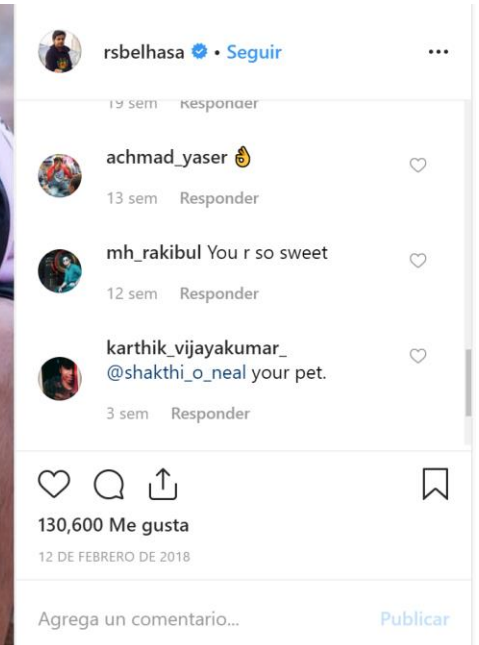 rsbelhasa • Seguir
19 sem Responder
achmad_yaser 👌
13 sem Responder
mh_rakibul You r so sweet
12 sem Responder
karthik_vijayakumar_
@shakthi_o_neal your pet.
3 sem Responder
130,600 Me gusta
12 DE FEBRERO DE 2018
Agrega un comentario... Publicar